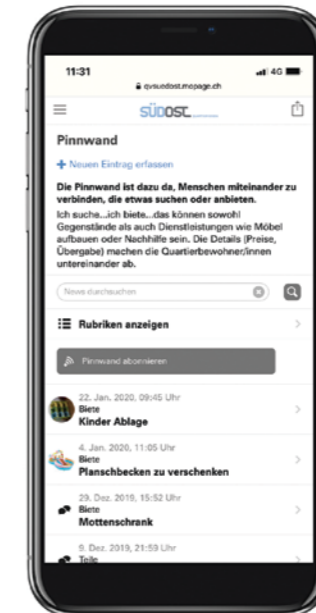 11:31
4G
qvsuedost.mopage.ch
SÜDOST
Pinnwand
+ Neuen Eintrag erfassen
Die Pinnwand ist dazu da, Menschen miteinander zu
verbinden, die etwas suchen oder anbieten.
Ich suche...ich biete...das können sowohl
Gegenstände als auch Dienstleistungen wie Möbel
aufbauen oder Nachhilfe sein. Die Details (Preise,
Übergabe) machen die Quartierbewohner/innen
untereinander ab.
News durchsuchen
Rubriken anzeigen
Pinnwand abonnieren
22. Jan. 2020, 09:45 Uhr
Biete
Kinder Ablage
4. Jan. 2020, 11:05 Uhr
Biete
Planschbecken zu verschenken
29. Dez. 2019, 15:52 Uhr
Biete
Mottenschrank
9. Dez. 2019, 21:59 Uhr
Teile